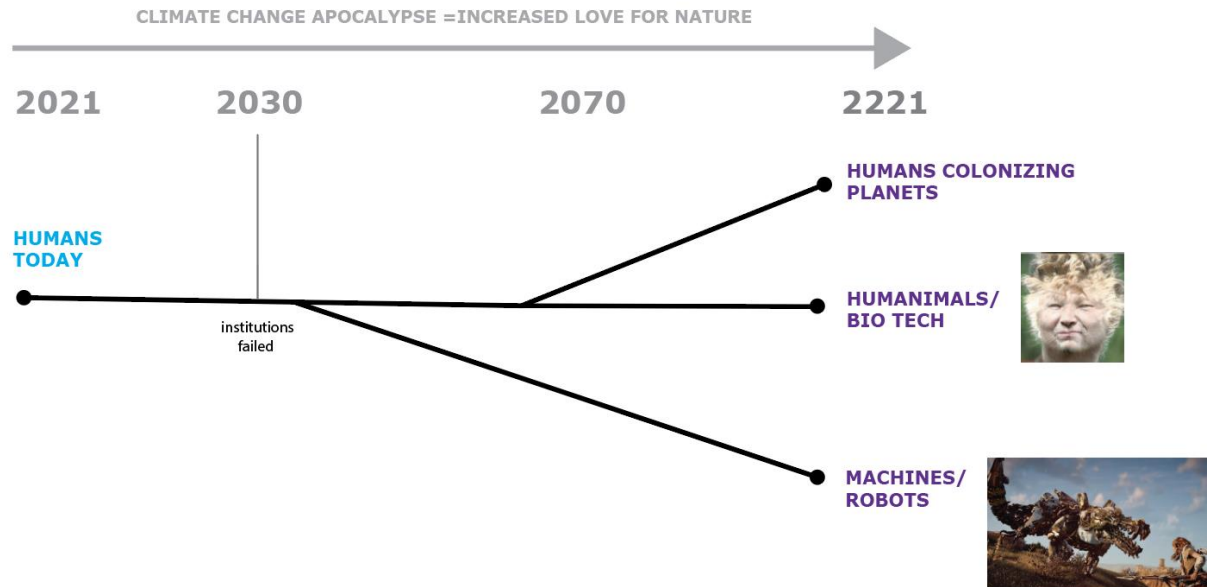 CLIMATE CHANGE APOCALYPSE =INCREASED LOVE FOR NATURE
2021
2030
2070
2221
HUMANS COLONIZING
PLANETS
HUMANS
TODAY
HUMANIMALS/
BIO TECH
institutions
failed
MACHINES/
ROBOTS